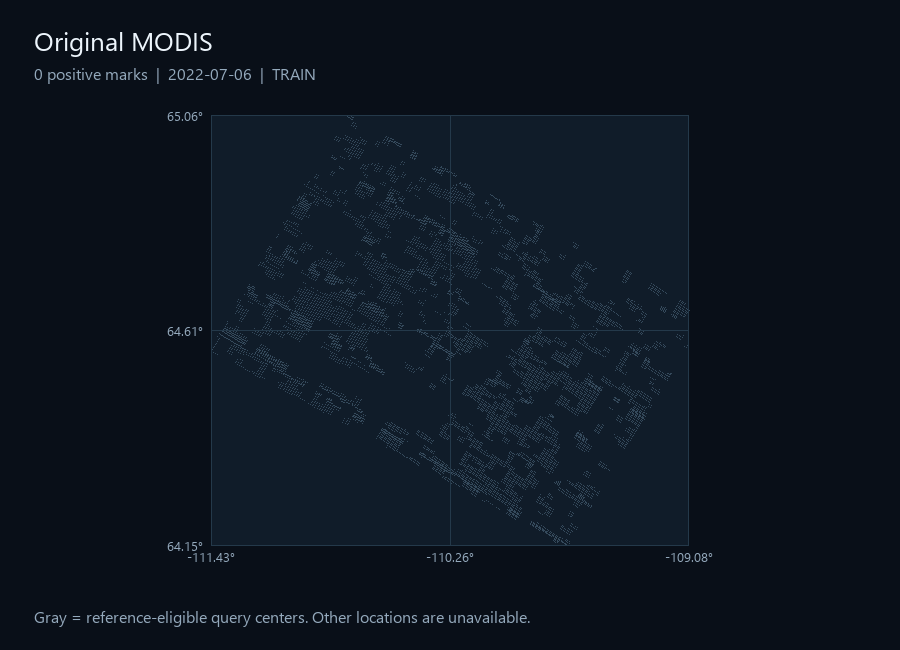 Original MODIS
0 positive marks | 2022-07-06 | TRAIN
65.06°
64.61°
64.15°
-111.43°
-110.26°
-109.08°
Gray = reference-eligible query centers. Other locations are unavailable.